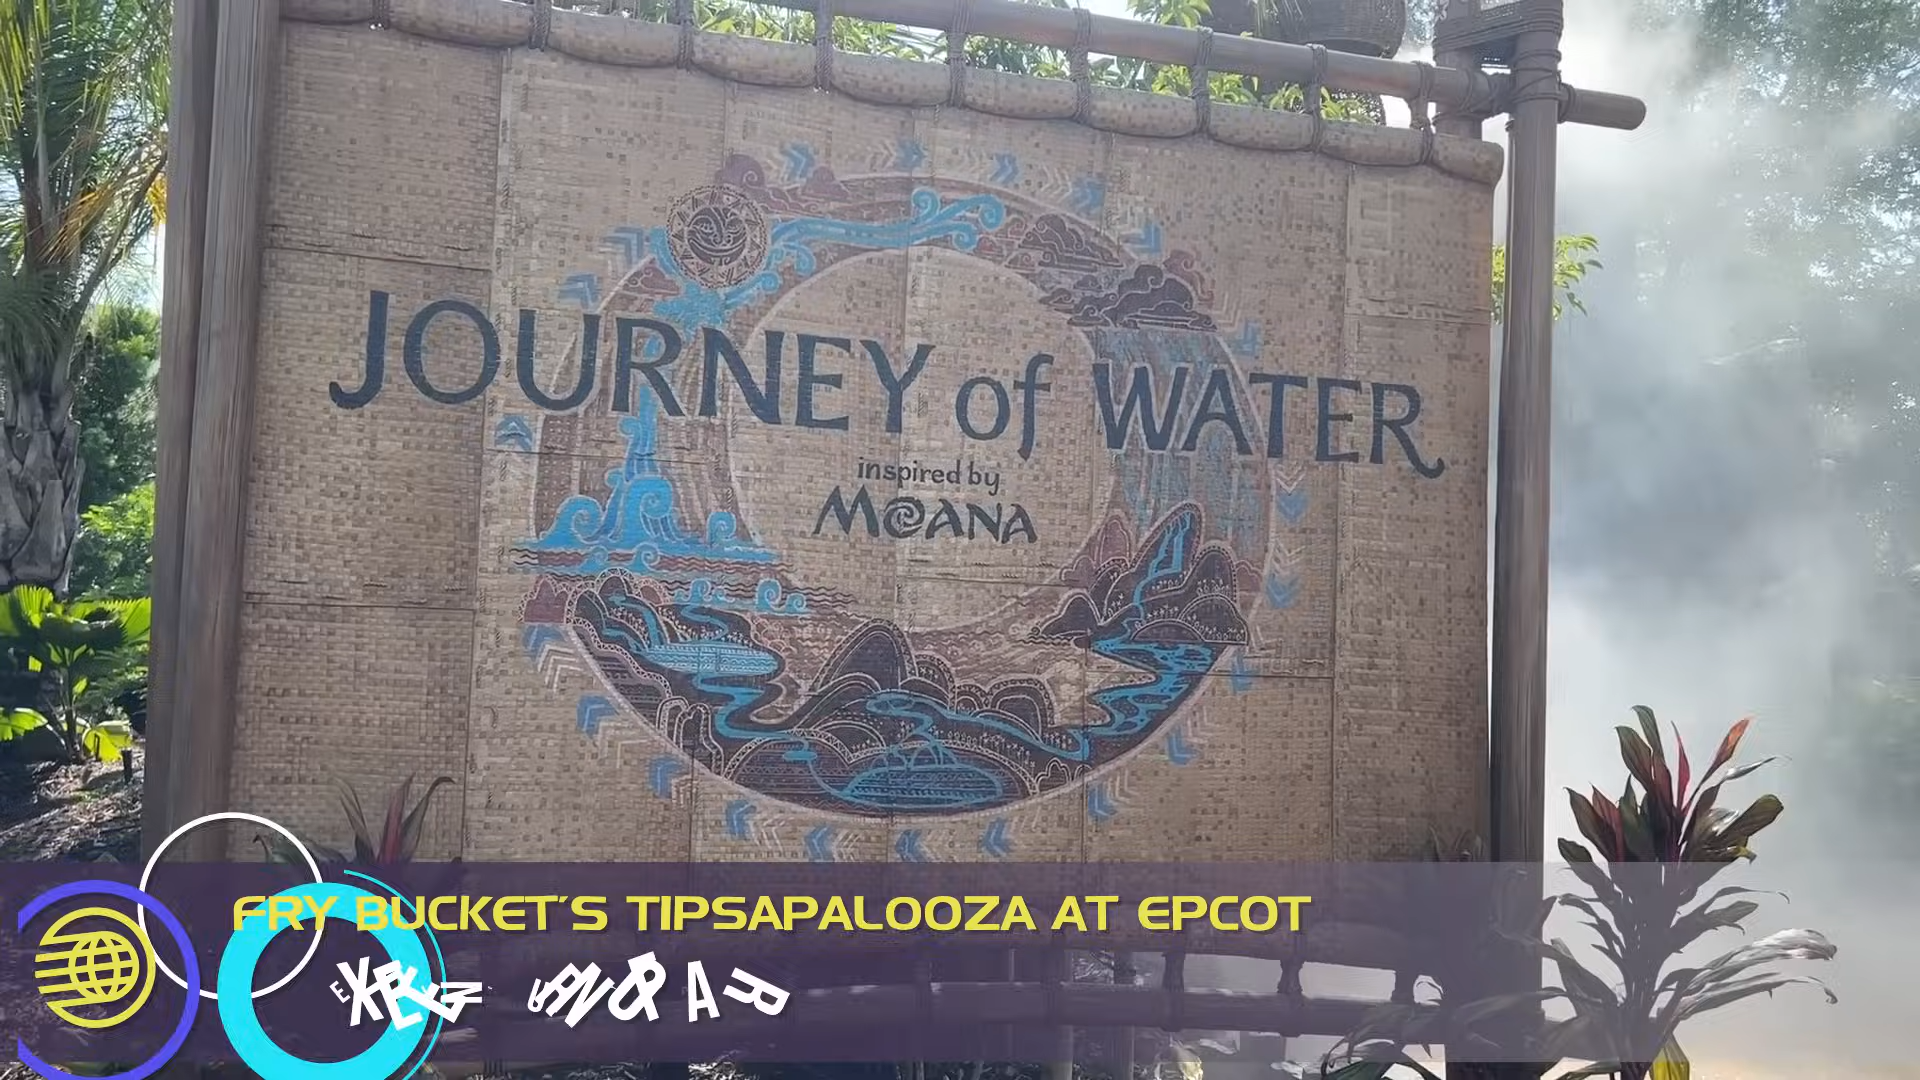 JOURNEY of WATER
inspired by
MOANA
FRY BUCKET'S TIPSAPALOOZA AT EPCOT